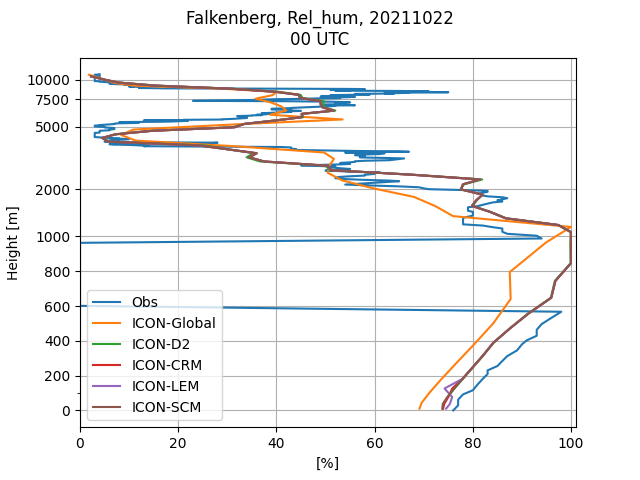 Falkenberg, Rel_hum, 20211022
00 UTC
10000
7500
5000
2000
1000
800
600
400
200
0
Height [m]
Obs
ICON-Global
ICON-D2
ICON-CRM
ICON-LEM
ICON-SCM
0 20 40 60 80 100
[%]